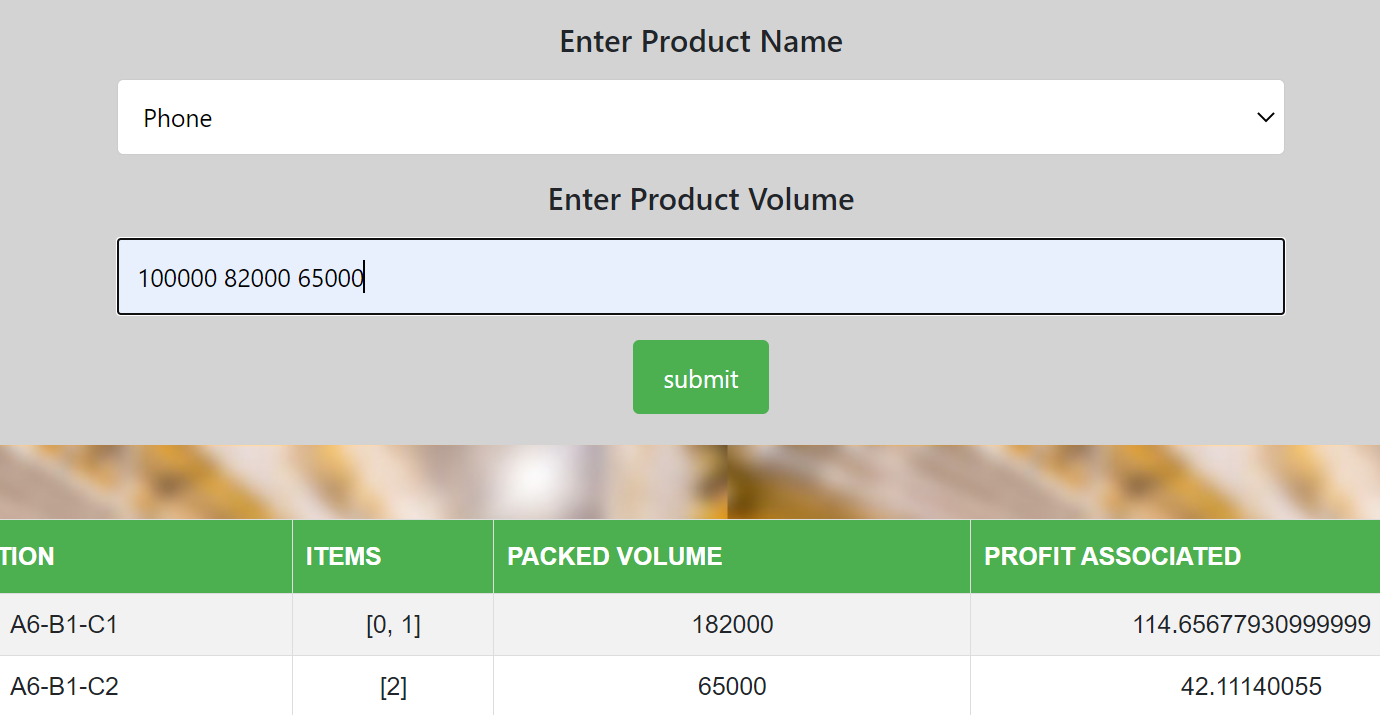 Enter Product Name
Phone
Enter Product Volume
100000 82000 65000
submit
TION ITEMS PACKED VOLUME PROFIT ASSOCIATED
A6-B1-C1 [0, 1] 182000 114.65677930999999
A6-B1-C2 [2] 65000 42.11140055